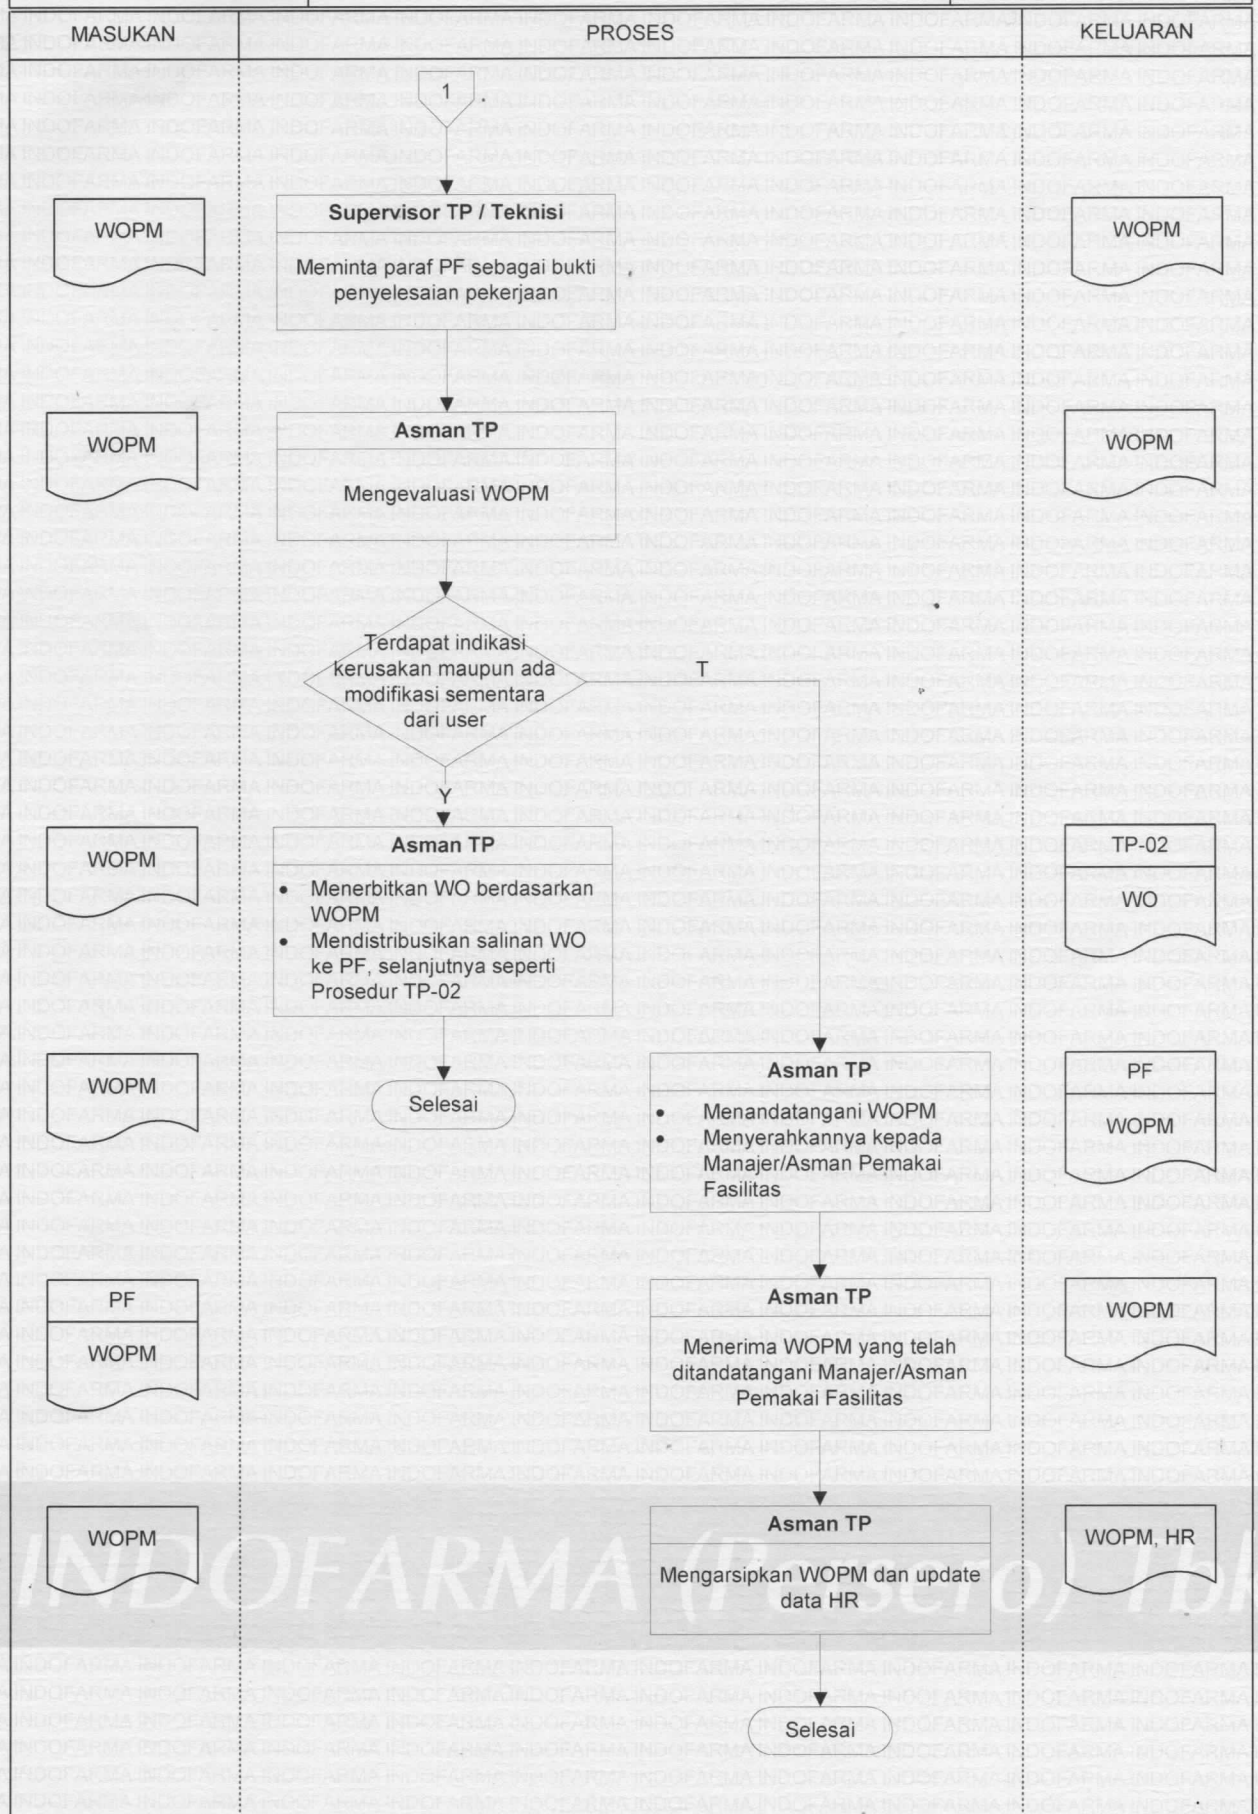 MASUKAN PROSES KELUARAN
1
WOPM
Supervisor TP / Teknisi
Meminta paraf PF sebagai bukti
penyelesaian pekerjaan
WOPM
WOPM
Asman TP
Mengevaluasi WOPM
WOPM
Terdapat indikasi
kerusakan maupun ada
modifikasi sementara
dari user
T
Y
WOPM
Asman TP
• Menerbitkan WO berdasarkan
WOPM
• Mendistribusikan salinan WO
ke PF, selanjutnya seperti
Prosedur TP-02
TP-02
WO
WOPM
Selesai
Asman TP
• Menandatangani WOPM
• Menyerahkannya kepada
Manajer/Asman Pemakai
Fasilitas
PF
WOPM
PF
WOPM
Asman TP
Menerima WOPM yang telah
ditandatangani Manajer/Asman
Pemakai Fasilitas
WOPM
WOPM
Asman TP
Mengarsipkan WOPM dan update
data HR
WOPM, HR
INDOFARMA (Persero) Tbk
Selesai